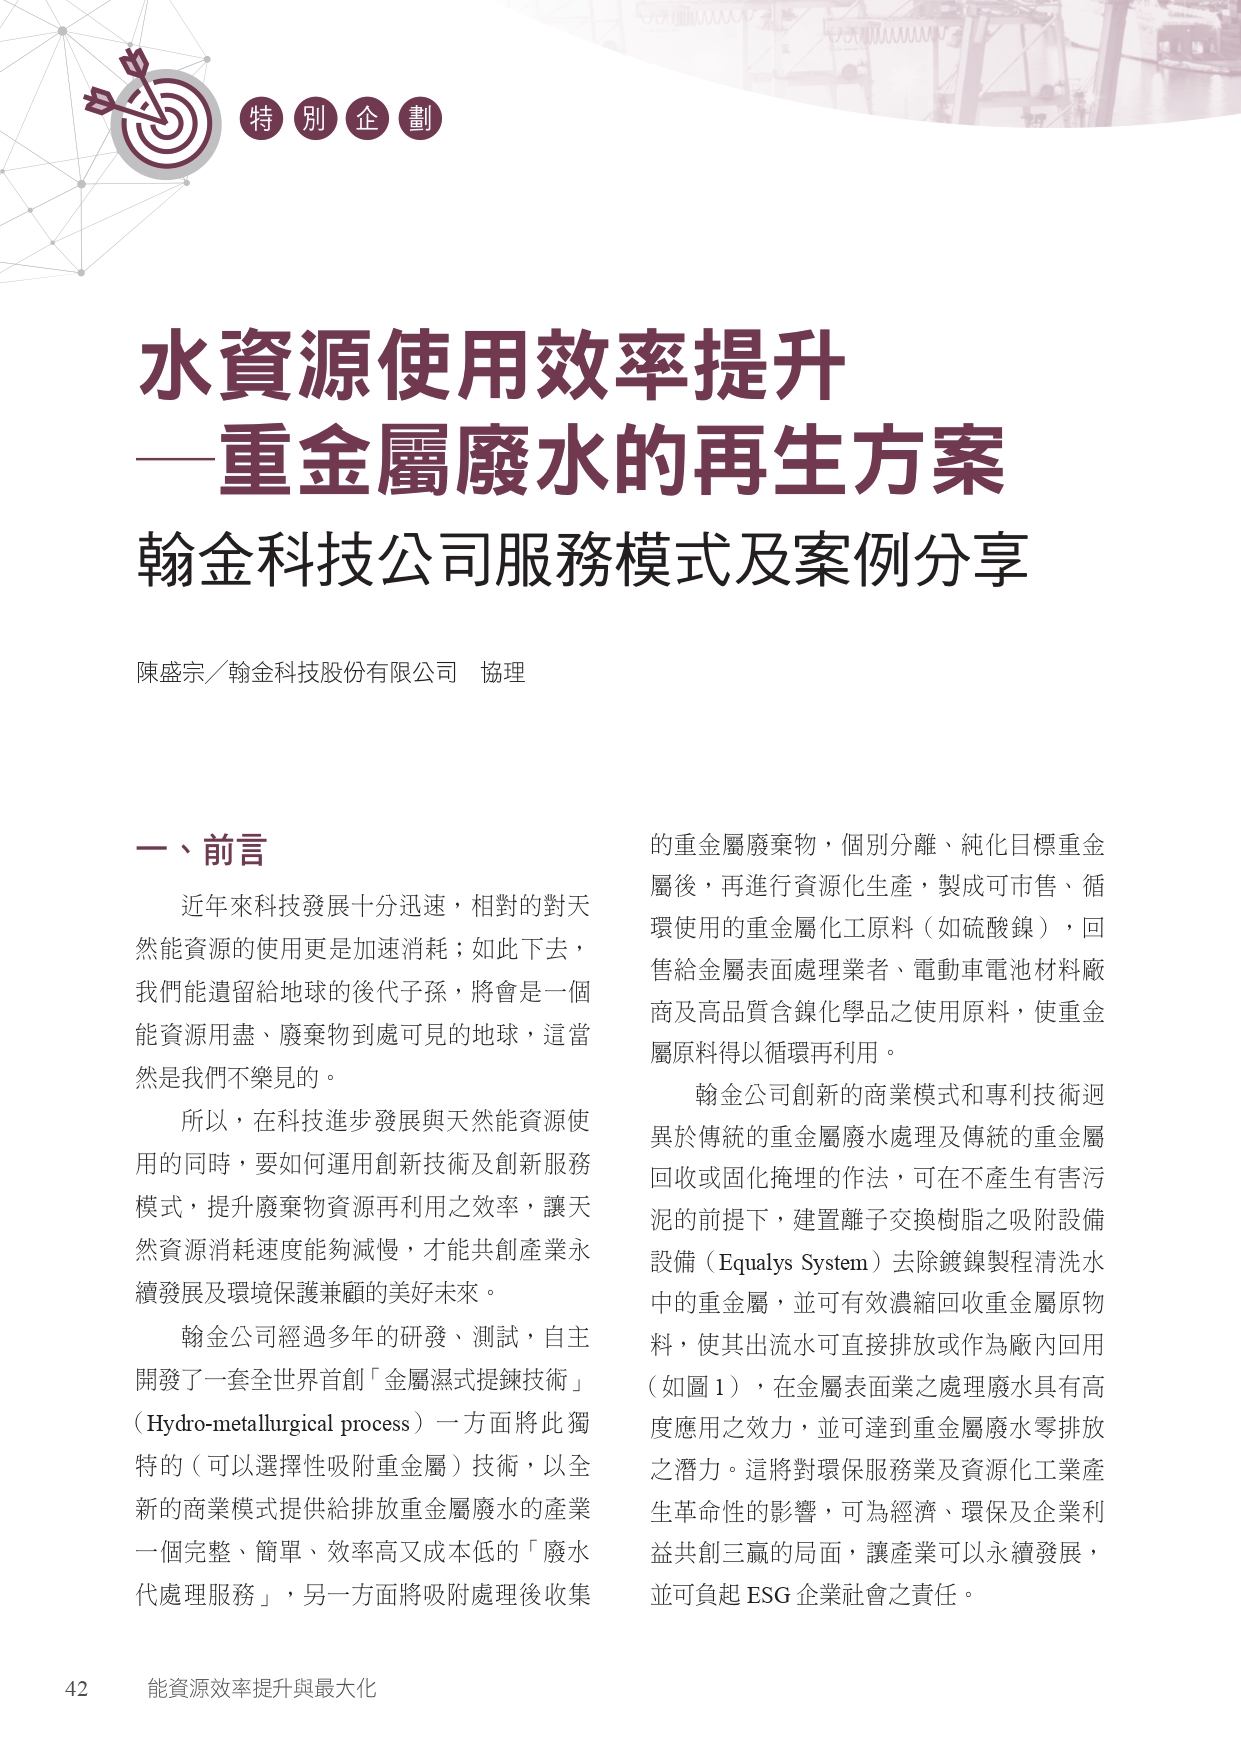 特別企劃
水資源使用效率提升
──重金屬廢水的再生方案
翰金科技公司服務模式及案例分享
陳盛宗／翰金科技股份有限公司　協理
一、前言
近年來科技發展十分迅速，相對的對天
然能資源的使用更是加速消耗；如此下去，
我們能遺留給地球的後代子孫，將會是一個
能資源用盡、廢棄物到處可見的地球，這當
然是我們不樂見的。
所以，在科技進步發展與天然能資源使
用的同時，要如何運用創新技術及創新服務
模式，提升廢棄物資源再利用之效率，讓天
然資源消耗速度能夠減慢，才能共創產業永
續發展及環境保護兼顧的美好未來。
翰金公司經過多年的研發、測試，自主
開發了一套全世界首創「金屬濕式提鍊技術」
（Hydro-metallurgical process）一方面將此獨
特的（可以選擇性吸附重金屬）技術，以全
新的商業模式提供給排放重金屬廢水的產業
一個完整、簡單、效率高又成本低的「廢水
代處理服務」，另一方面將吸附處理後收集
的重金屬廢棄物，個別分離、純化目標重金
屬後，再進行資源化生產，製成可市售、循
環使用的重金屬化工原料（如硫酸鎳），回
售給金屬表面處理業者、電動車電池材料廠
商及高品質含鎳化學品之使用原料，使重金
屬原料得以循環再利用。
翰金公司創新的商業模式和專利技術迥
異於傳統的重金屬廢水處理及傳統的重金屬
回收或固化掩埋的作法，可在不產生有害污
泥的前提下，建置離子交換樹脂之吸附設備
設備（Equalys System）去除鍍鎳製程清洗水
中的重金屬，並可有效濃縮回收重金屬原物
料，使其出流水可直接排放或作為廠內回用
（如圖 1），在金屬表面業之處理廢水具有高
度應用之效力，並可達到重金屬廢水零排放
之潛力。這將對環保服務業及資源化工業產
生革命性的影響，可為經濟、環保及企業利
益共創三贏的局面，讓產業可以永續發展，
並可負起 ESG 企業社會之責任。
42　能資源效率提升與最大化